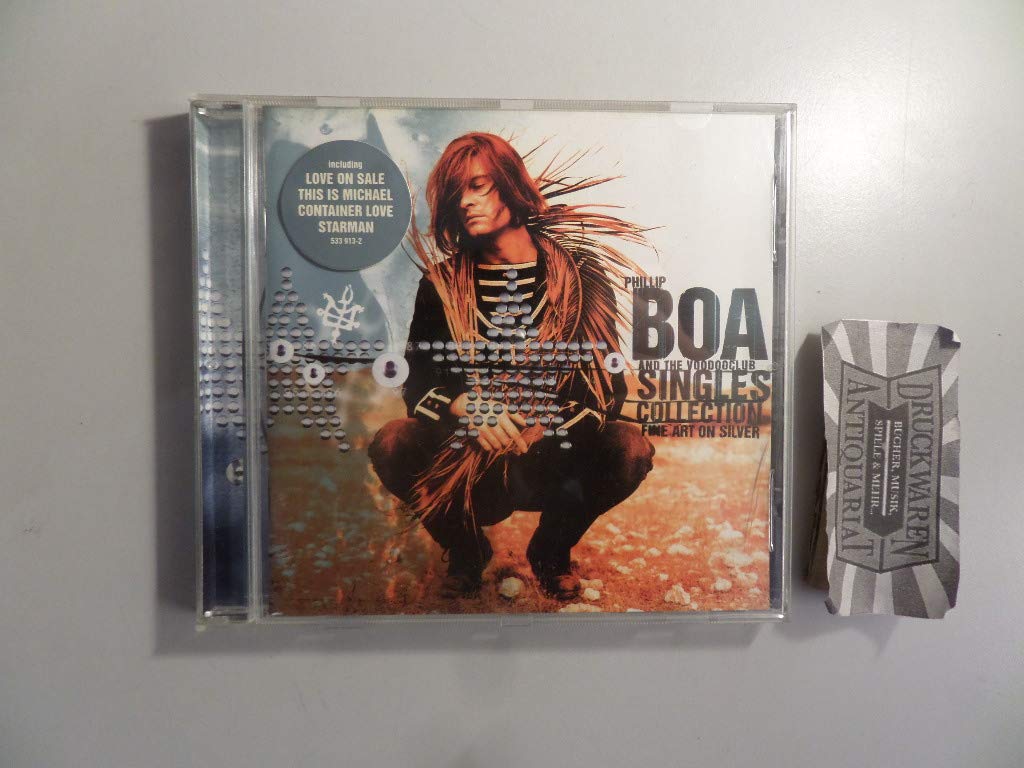 including
LOVE ON SALE
THIS IS MICHAEL
CONTAINER LOVE
STARMAN
533 913-2
PHILLIP
BOA
AND THE VOODOOCLUB
SINGLES
COLLECTION
FINE ART ON SILVER
DRUCKWAREN
BÜCHER, MUSIK,
SPIELE & MEHR...
ANTIQUARIAT